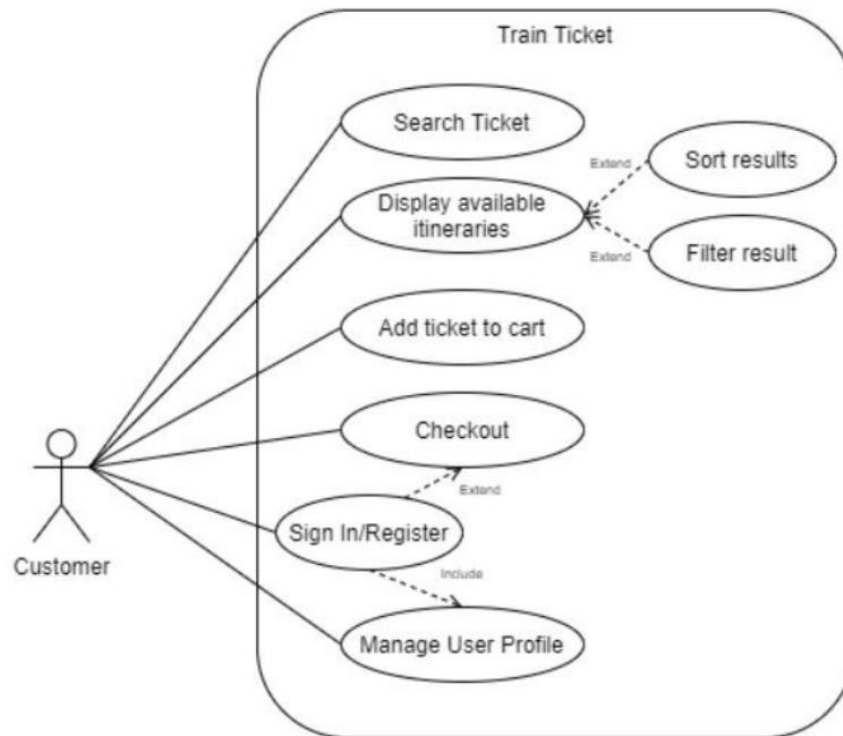 Train Ticket
Search Ticket
Extend
Sort results
Display available
itineraries
Extend
Filter result
Add ticket to cart
Checkout
Extend
Sign In/Register
Customer
Include
Manage User Profile